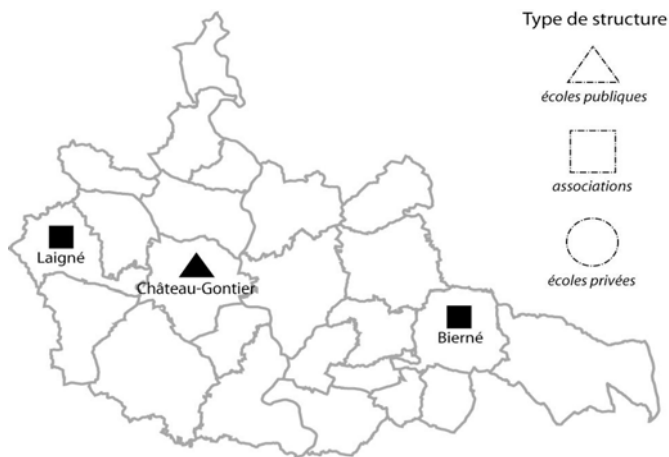 Type de structure
écoles publiques
associations
écoles privées
Laigné
Château-Gontier
Bierné